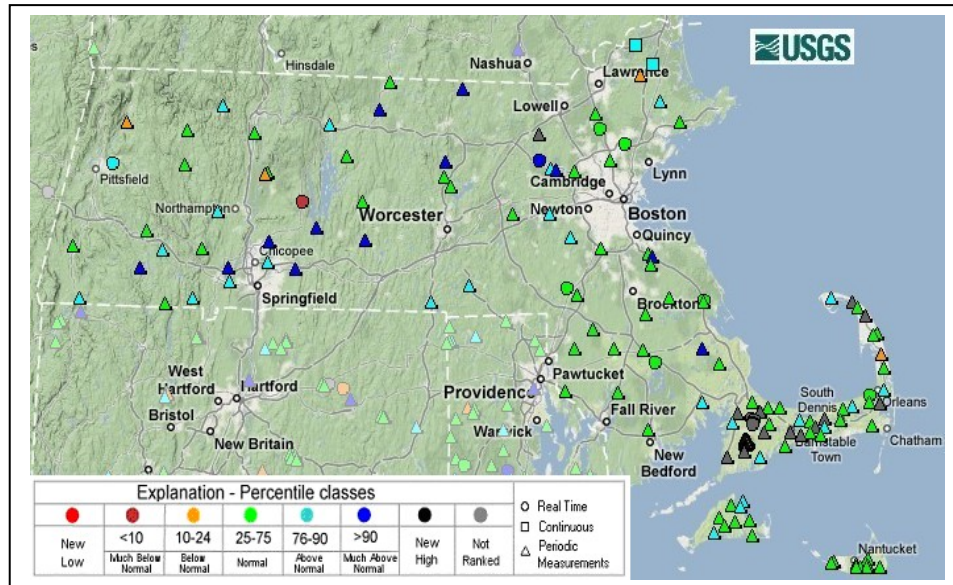 USGS
Hinsdale
Nashua
Lawrence
Lowell
Pittsfield
Lynn
Cambridge
Northampton
Worcester
Newton
Boston
Quincy
Chicopee
Springfield
Brockton
West
Hartford
Hartford
Bristol
New Britain
Providence
Pawtucket
Warwick
Fall River
New
Bedford
South
Dennis
Orleans
Barnstable
Town
Chatham
Nantucket
Explanation - Percentile classes
<10
10-24
25-75
76-90
>90
New
Low
Much Below
Normal
Below
Normal
Normal
Above
Normal
Much Above
Normal
New
High
Not
Ranked
Real Time
Continuous
Periodic
Measurements